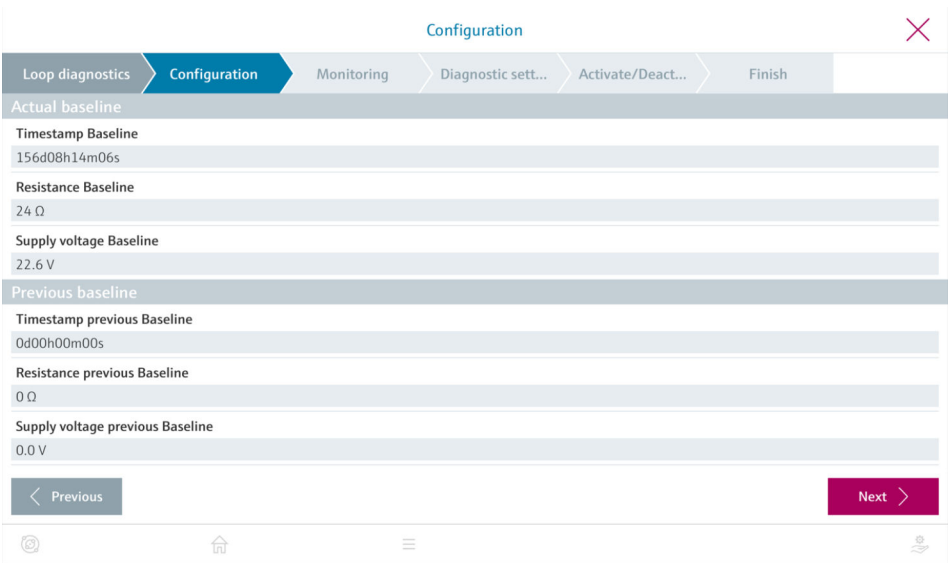 Configuration
Loop diagnostics
Configuration
Monitoring
Diagnostic sett...
Activate/Deact...
Finish
Actual baseline
Timestamp Baseline
156d08h14m06s
Resistance Baseline
24 Ω
Supply voltage Baseline
22.6 V
Previous baseline
Timestamp previous Baseline
0d00h00m00s
Resistance previous Baseline
0 Ω
Supply voltage previous Baseline
0.0 V
Previous
Next